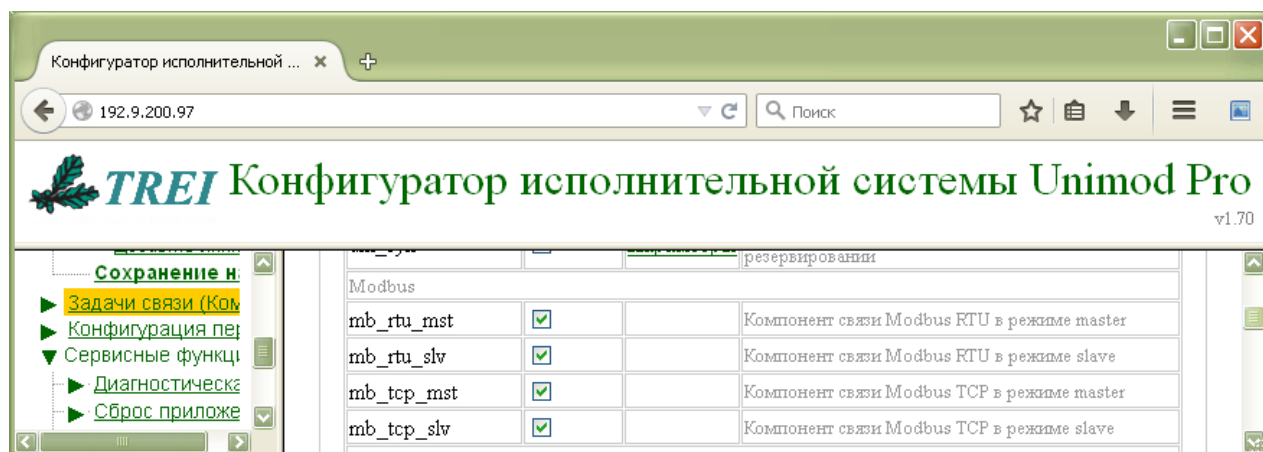 Конфигуратор исполнительной ...
192.9.200.97
Поиск
TREI Конфигуратор исполнительной системы Unimod Pro
v1.70
Сохранение н
Задачи связи (Ком
Конфигурация пер
Сервисные функц
Диагностическа
Сброс приложе
резервировании
Modbus
mb_rtu_mst Компонент связи Modbus RTU в режиме master
mb_rtu_slv Компонент связи Modbus RTU в режиме slave
mb_tcp_mst Компонент связи Modbus TCP в режиме master
mb_tcp_slv Компонент связи Modbus TCP в режиме slave